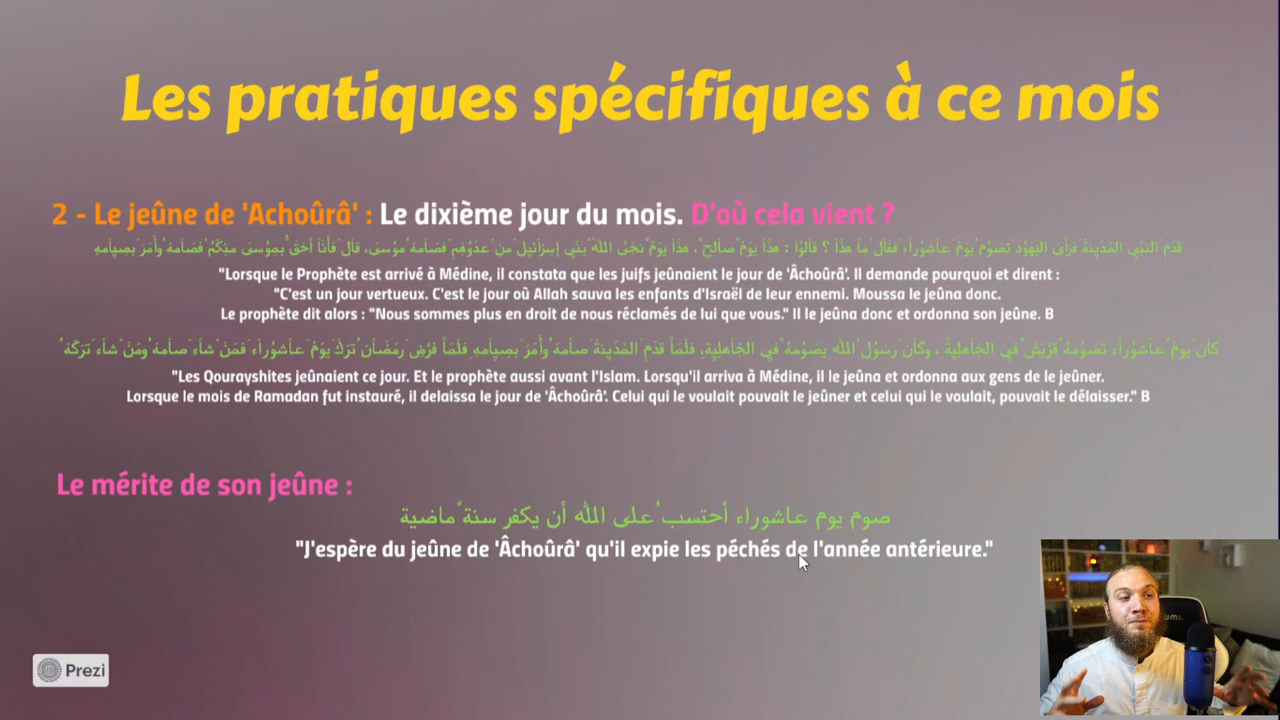 Les pratiques spécifiques à ce mois
2 - Le jeûne de 'Achoûrâ' : Le dixième jour du mois. D'où cela vient ?
قدم النبي المدينة فرأى اليهود تصوم يوم عاشوراء، فقال ما هذا ؟ قالوا : هذا يوم صالح ، هذا يوم نجى الله بني إسرائيل من عدوهم فصامه موسى، قال فأنا أحق بموسى منكم فصامه وأمر بصيامه
"Lorsque le Prophète est arrivé à Médine, il constata que les juifs jeûnaient le jour de 'Âchoûrâ'. Il demande pourquoi et dirent :
"C'est un jour vertueux. C'est le jour où Allah sauva les enfants d'Israël de leur ennemi. Moussa le jeûna donc.
Le prophète dit alors : "Nous sommes plus en droit de nous réclamés de lui que vous." Il le jeûna donc et ordonna son jeûne. B
كان يوم عاشوراء تصومه قريش في الجاهلية ، وكان رسول الله يصومه في الجاهلية، فلما قدم المدينة صامه وأمر بصيامه فلما فرض رمضان ترك يوم عاشوراء فمن شاء صامه ومن شاء تركه
"Les Qourayshites jeûnaient ce jour. Et le prophète aussi avant l'Islam. Lorsqu'il arriva à Médine, il le jeûna et ordonna aux gens de le jeûner.
Lorsque le mois de Ramadan fut instauré, il delaissa le jour de 'Âchoûrâ'. Celui qui le voulait pouvait le jeûner et celui qui le voulait, pouvait le délaisser." B
Le mérite de son jeûne :
صوم يوم عاشوراء أحتسب على الله أن يكفر سنة ماضية
"J'espère du jeûne de 'Âchoûrâ' qu'il expie les péchés de l'année antérieure."
Prezi